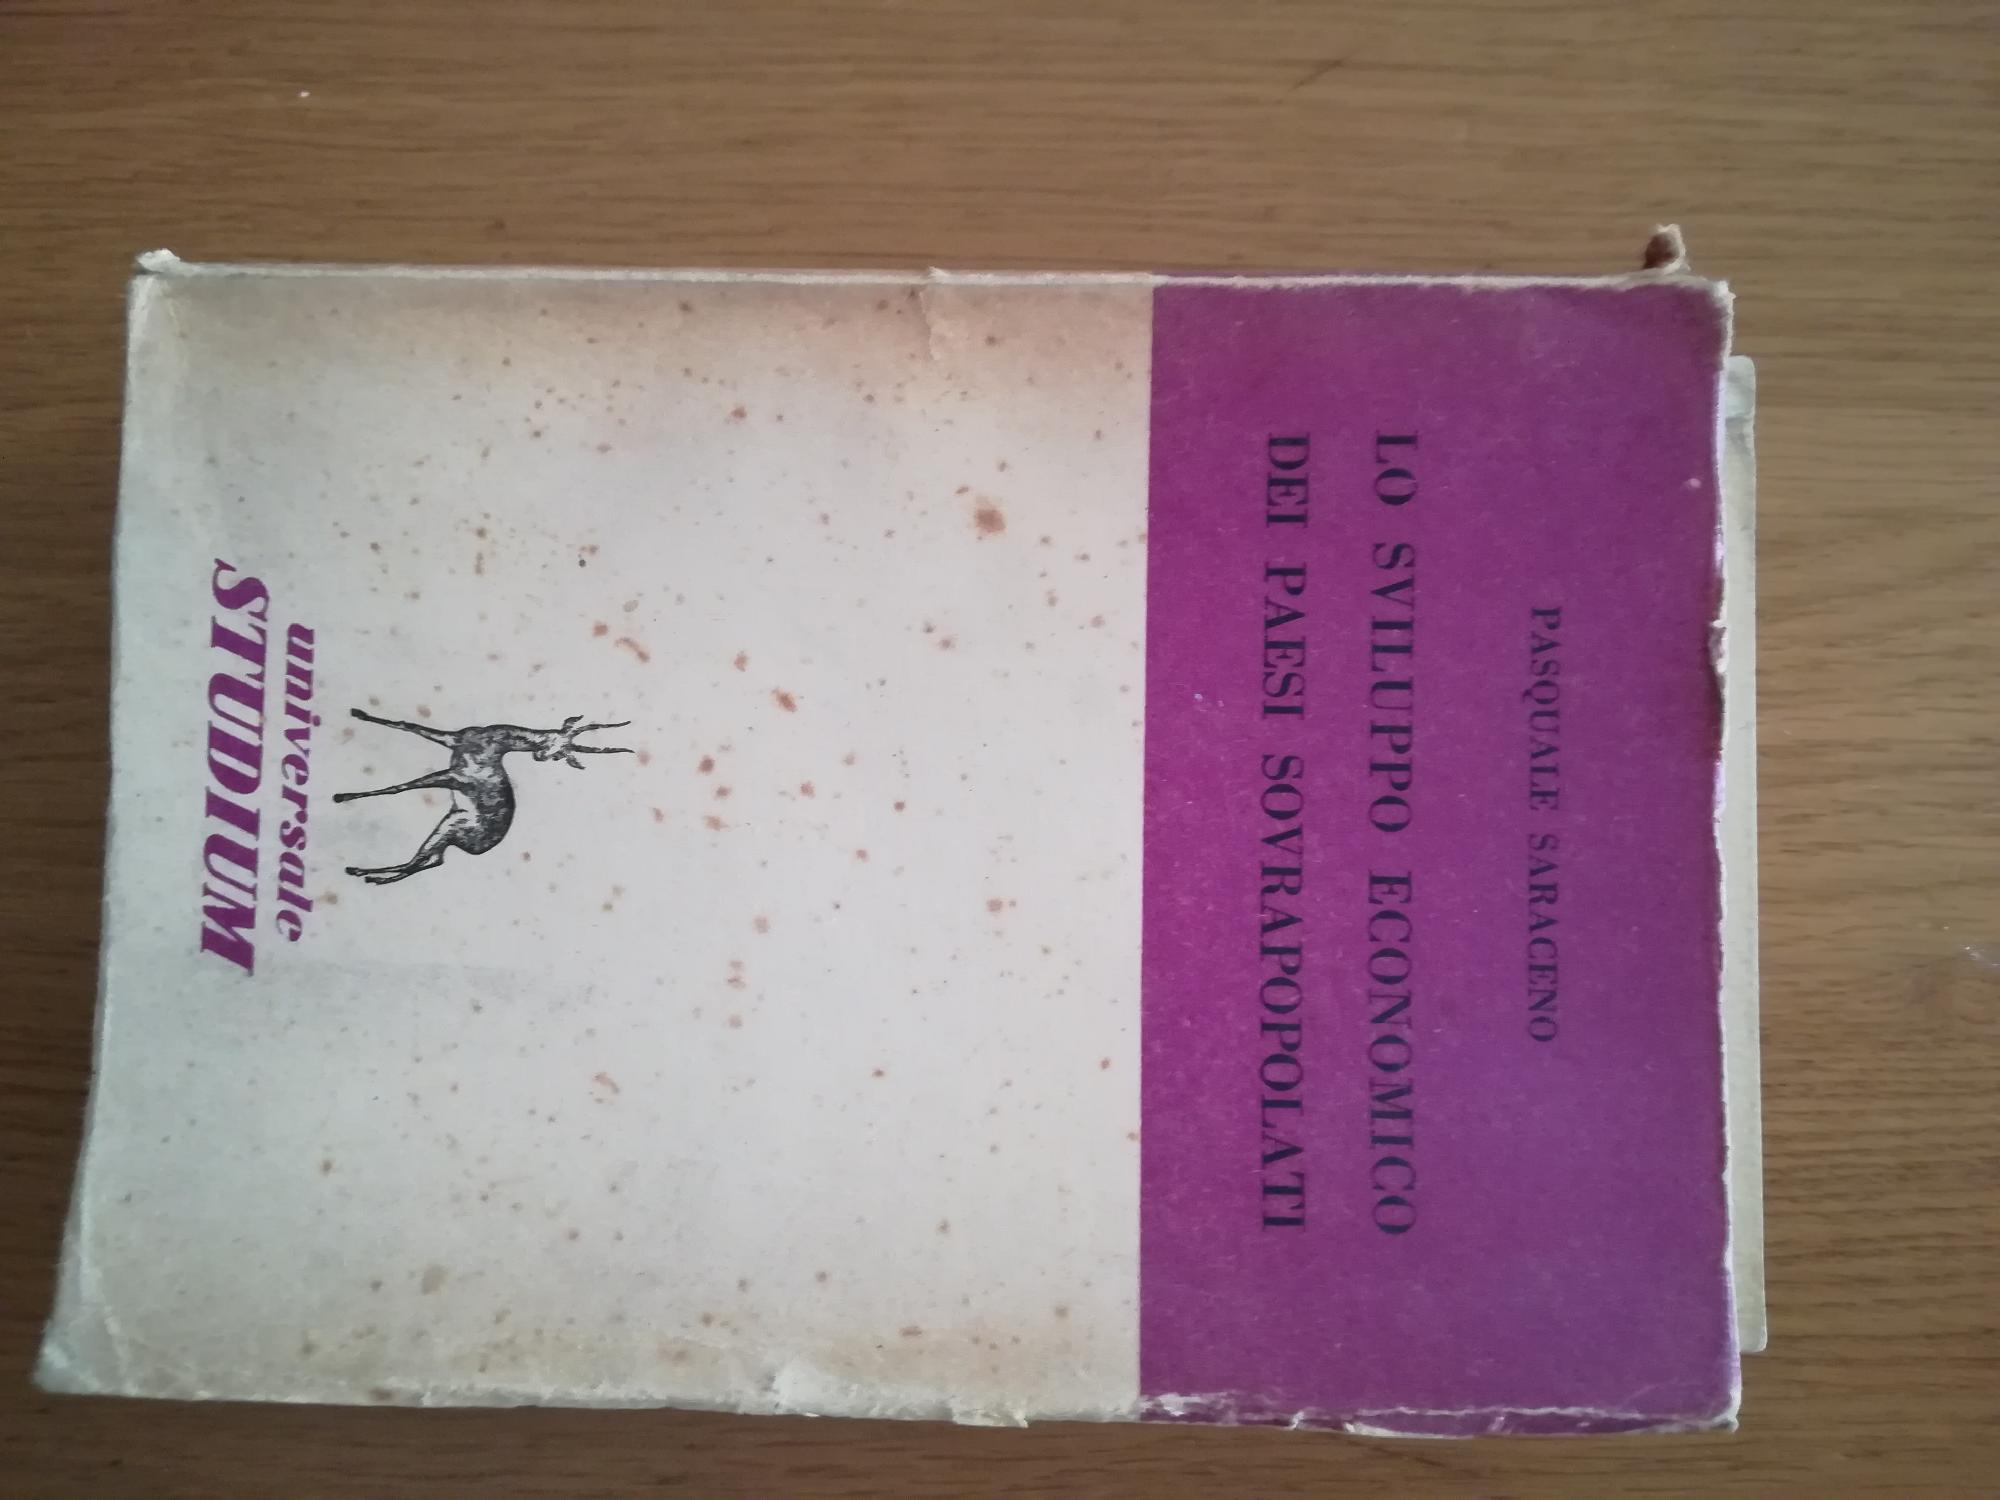 PASQUALE SARACENO
LO SVILUPPO ECONOMICO
DEI PAESI SOVRAPOPOLATI
universale
STUDIUM